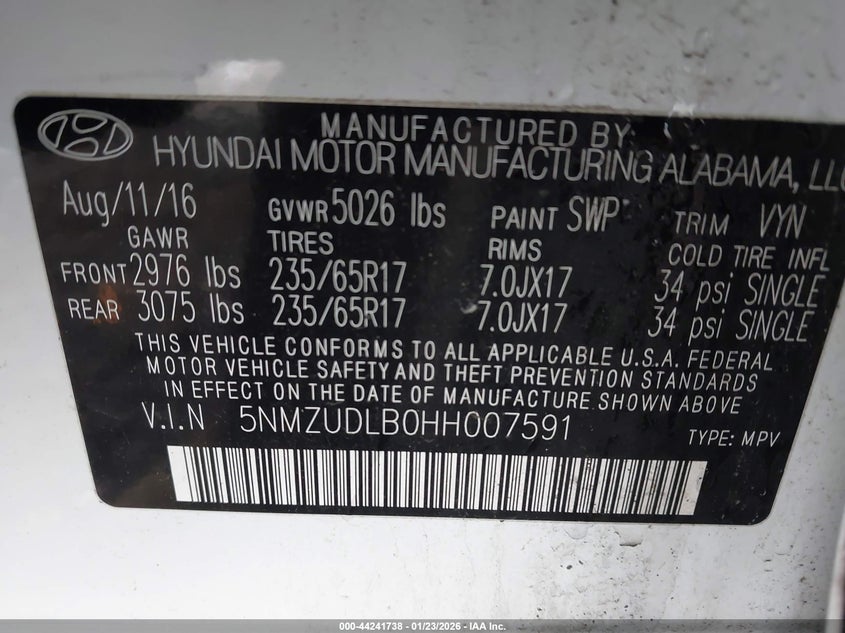 MANUFACTURED BY:
HYUNDAI MOTOR MANUFACTURING ALABAMA, LLC
Aug/11/16 GVWR 5026 lbs PAINT SWP TRIM VYN
GAWR TIRES RIMS COLD TIRE INFL
FRONT 2976 lbs 235/65R17 7.0JX17 34 psi SINGLE
REAR 3075 lbs 235/65R17 7.0JX17 34 psi SINGLE
THIS VEHICLE CONFORMS TO ALL APPLICABLE U.S.A. FEDERAL
MOTOR VEHICLE SAFETY AND THEFT PREVENTION STANDARDS
IN EFFECT ON THE DATE OF MANUFACTURE SHOWN ABOVE.
V.I.N 5NMZUDLB0HH007591 TYPE: MPV
000-44241738 - 01/23/2026 - IAA Inc.